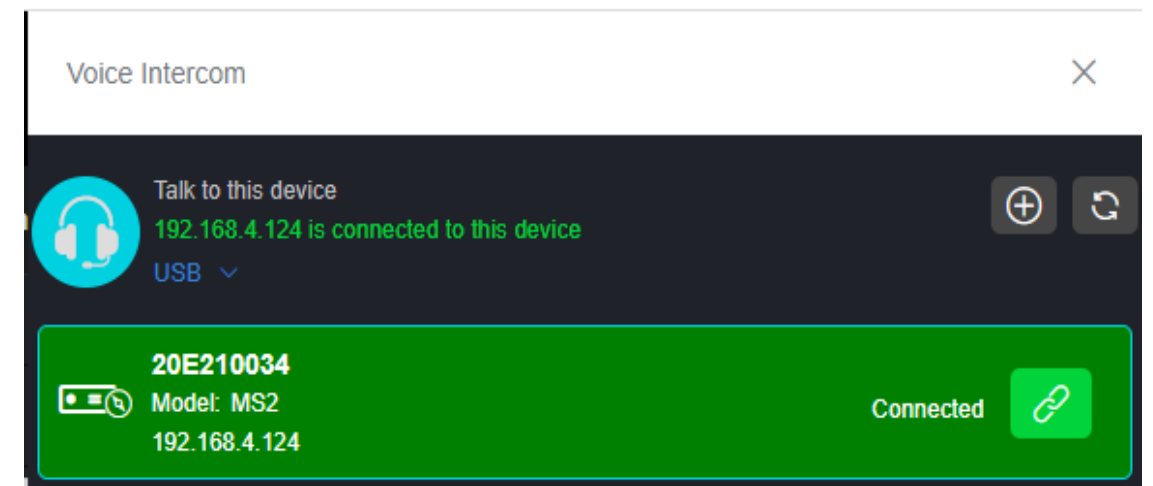 Voice Intercom
Talk to this device
192.168.4.124 is connected to this device
USB
20E210034
Model: MS2
192.168.4.124
Connected